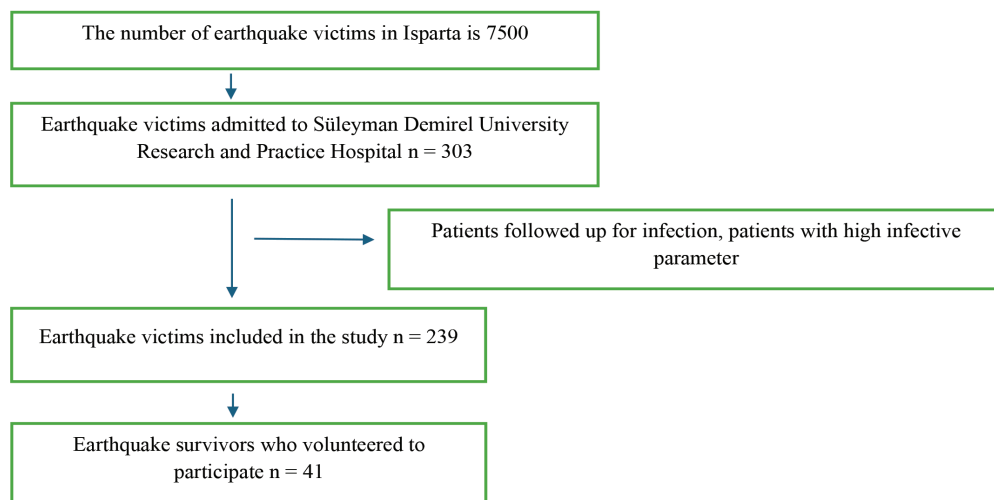 The number of earthquake victims in Isparta is 7500
Earthquake victims admitted to Süleyman Demirel University
Research and Practice Hospital n = 303
Patients followed up for infection, patients with high infective
parameter
Earthquake victims included in the study n = 239
Earthquake survivors who volunteered to
participate n = 41